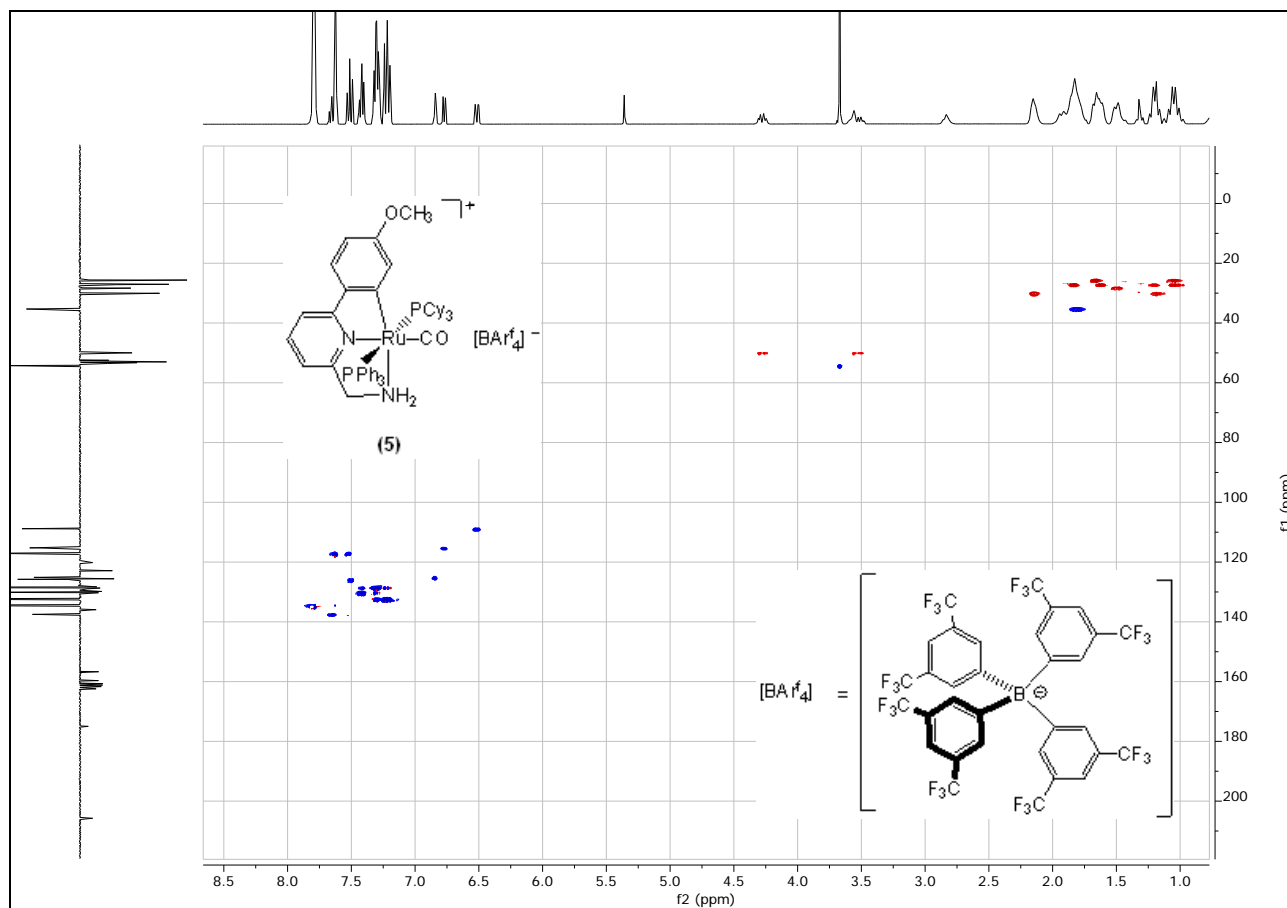 0
20
40
60
80
100
120
140
160
180
200
f1 (ppm)
8.5 8.0 7.5 7.0 6.5 6.0 5.5 5.0 4.5 4.0 3.5 3.0 2.5 2.0 1.5 1.0
f2 (ppm)
OCH3
+
PCy3
N
Ru
CO
PPh3
NH2
[BArf4]−
(5)
[BArf4] =
CF3
F3C
F3C
CF3
F3C
F3C
B
⊖
CF3
CF3
F3C
F3C